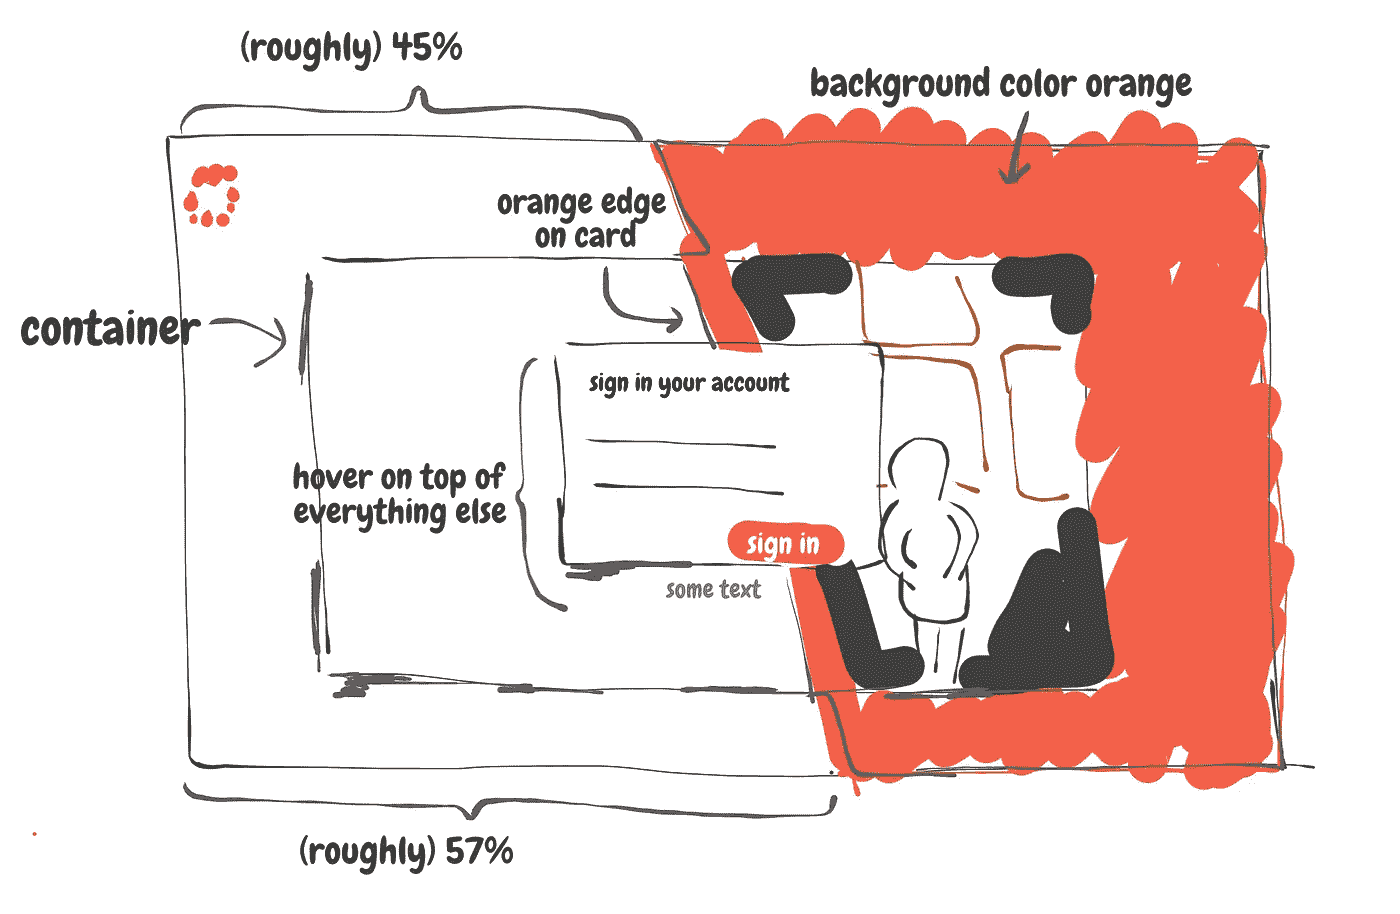 (roughly) 45%
background color orange
orange edge
on card
container
sign in your account
hover on top of
everything else
sign in
some text
(roughly) 57%